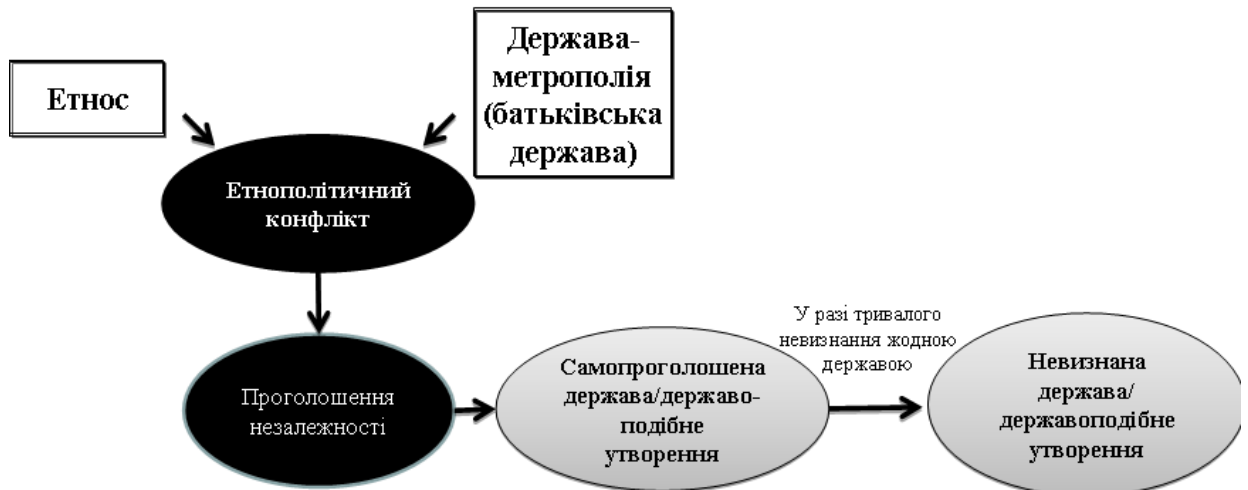 Етнос
Держава-
метрополія
(батьківська
держава)
Етнополітичний
конфлікт
Проголошення
незалежності
Самопроголошена
держава/державо-
подібне
утворення
У разі тривалого
невизнання жодною
державою
Невизнана
держава/
державоподібне
утворення